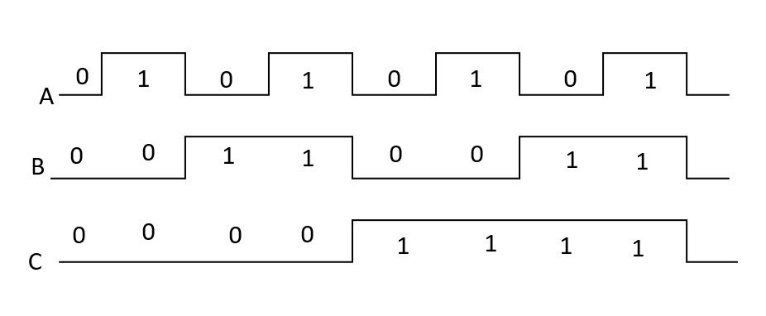 A 0 1 0 1 0 1 0 1
B 0 0 1 1 0 0 1 1
C 0 0 0 0 1 1 1 1